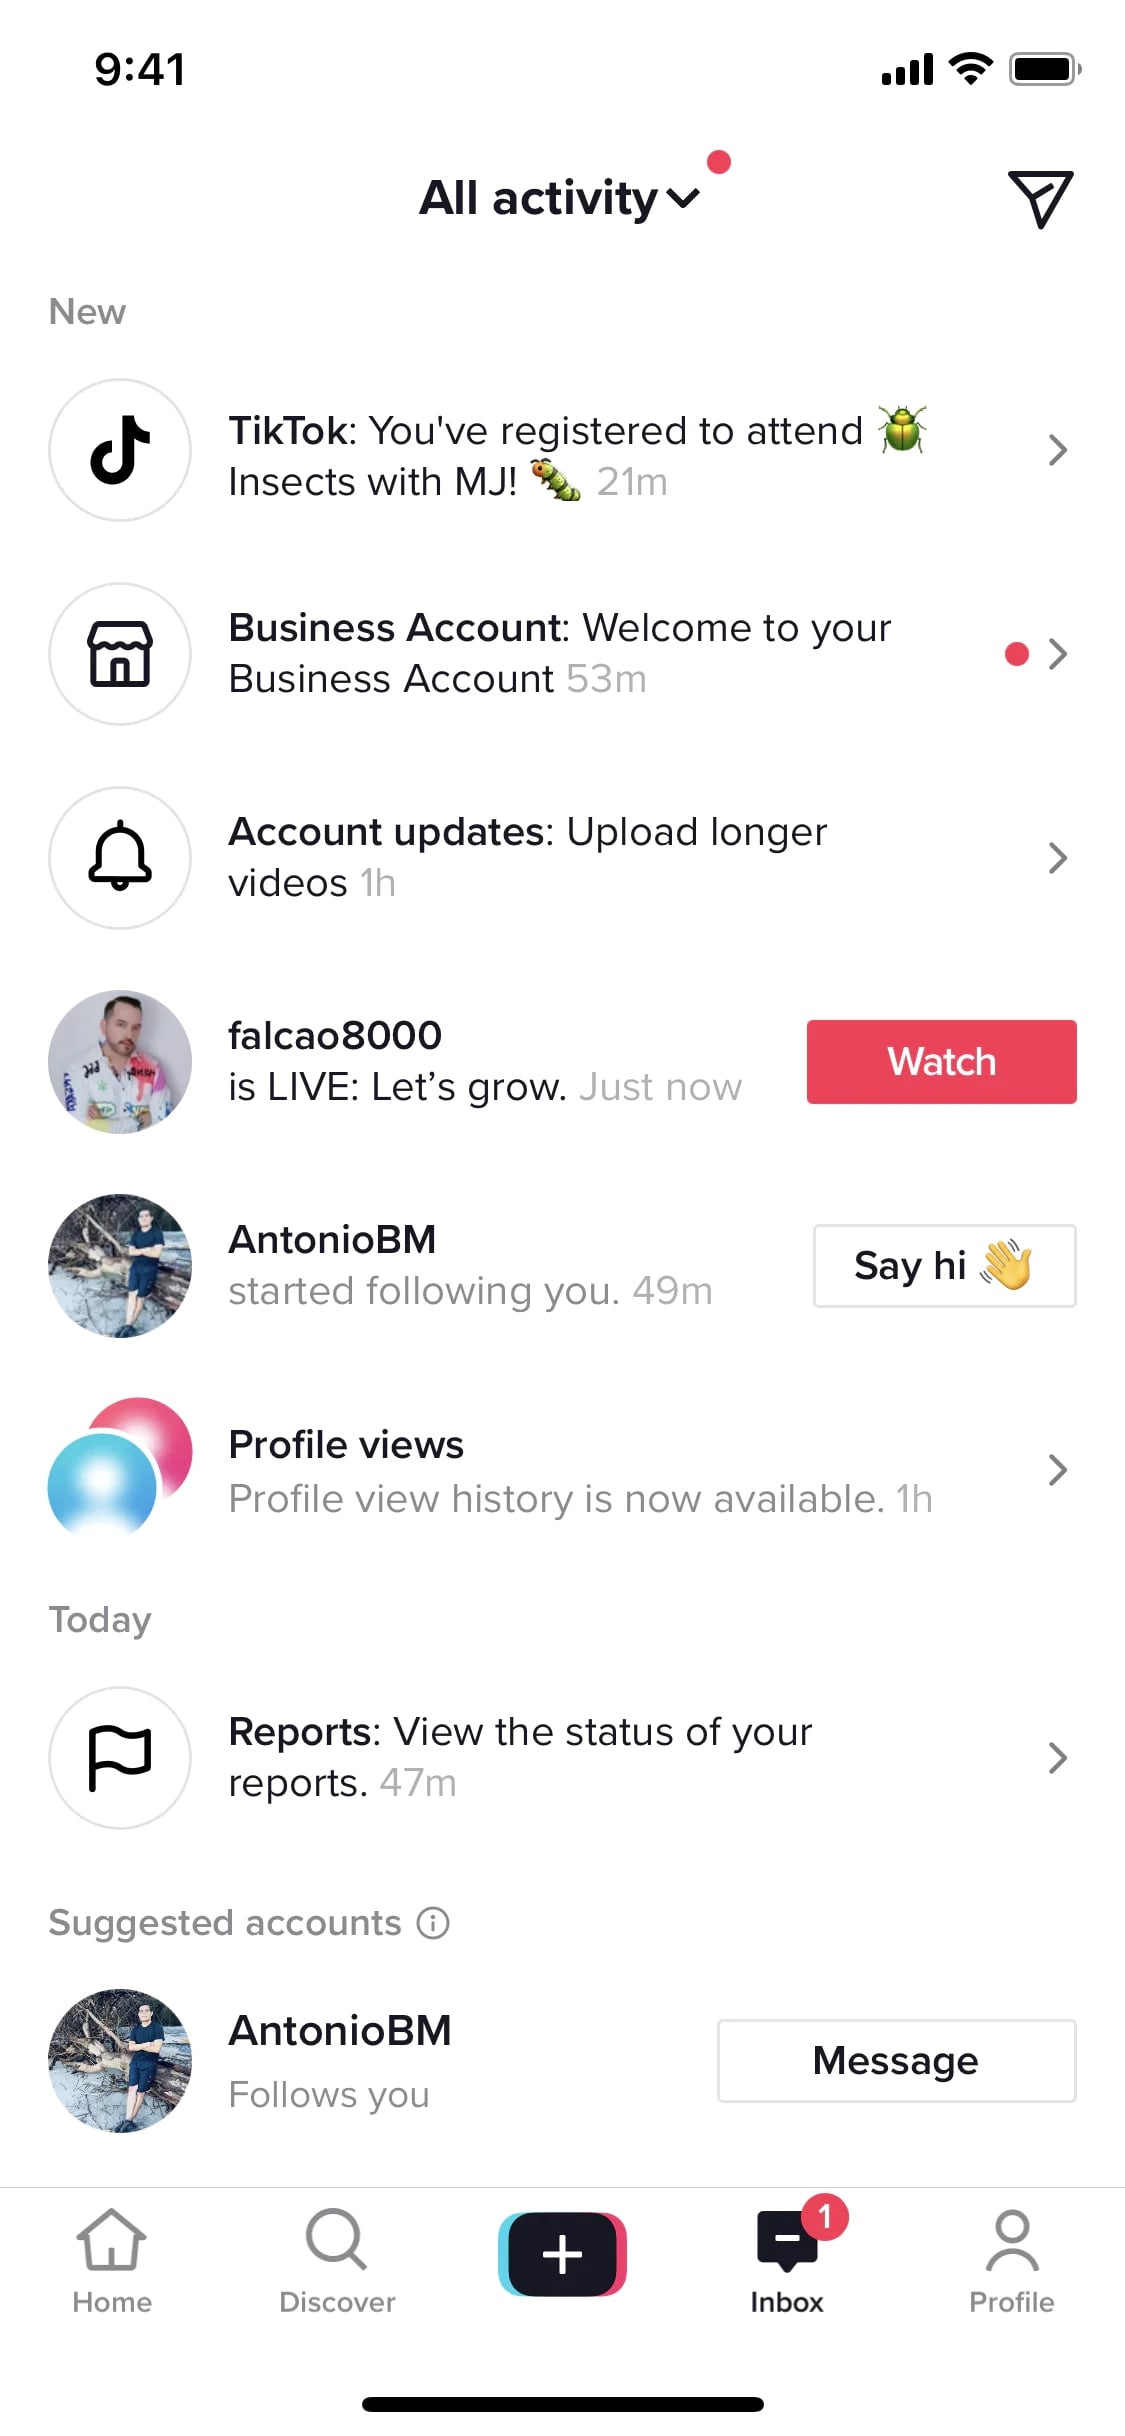 9:41
All activity
New
TikTok: You've registered to attend 🪲
Insects with MJ! 🐛 21m
Business Account: Welcome to your
Business Account 53m
Account updates: Upload longer
videos 1h
falcao8000
is LIVE: Let’s grow. Just now
Watch
AntonioBM
started following you. 49m
Say hi 👋
Profile views
Profile view history is now available. 1h
Today
Reports: View the status of your
reports. 47m
Suggested accounts
AntonioBM
Follows you
Message
1
Home
Discover
Inbox
Profile